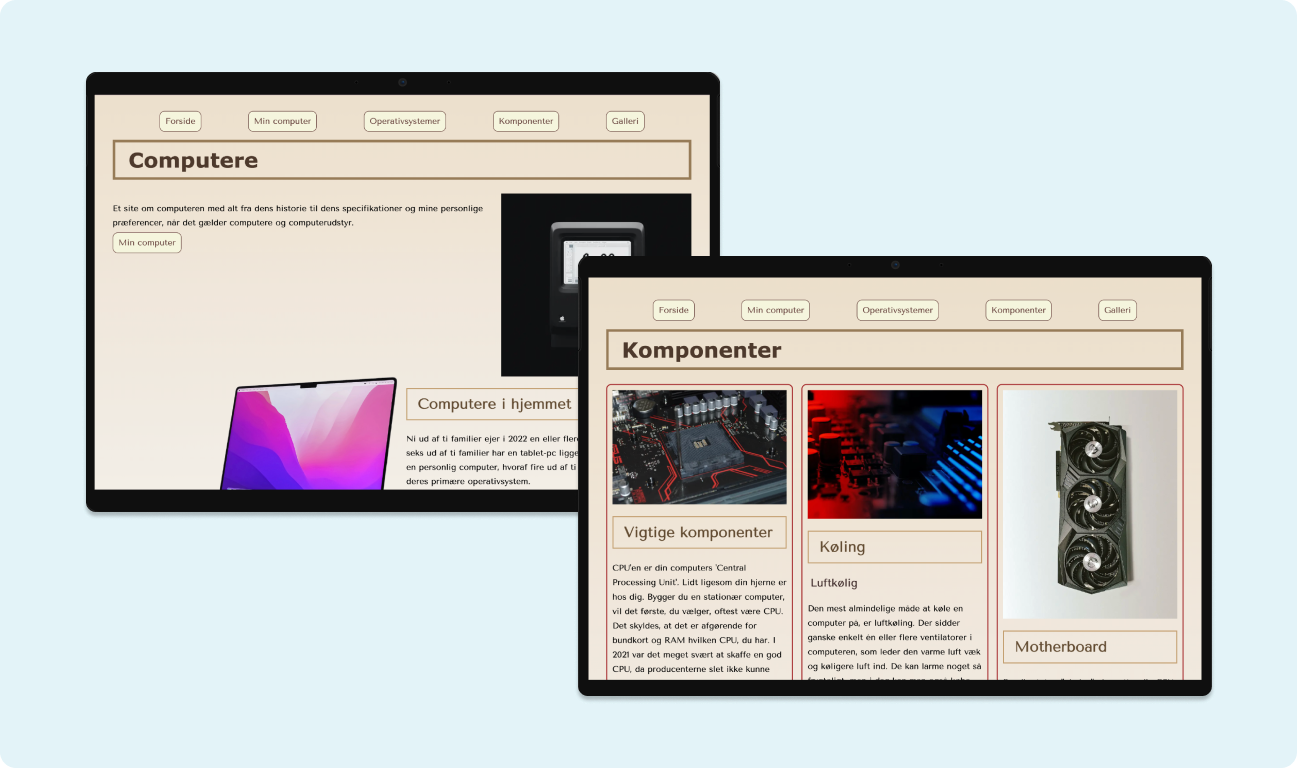 Forside Min computer Operativsystemer Komponenter Galleri
Computere
Et site om computeren med alt fra dens historie til dens specifikationer og mine personlige
præferencer, når det gælder computere og computerudstyr.
Min computer
Computere i hjemmet
Ni ud af ti familier ejer i 2022 en eller
seks ud af ti familier har en tablet-pc
en personlig computer, hvoraf fire ud af ti
deres primære operativsystem.
Forside Min computer Operativsystemer Komponenter Galleri
Komponenter
Vigtige komponenter
CPU'en er din computers 'Central
Processing Unit'. Lidt ligesom din hjerne er
hos dig. Bygger du en stationær computer,
vil det første, du vælger, oftest være CPU.
Det skyldes, at det er afgørende for
bundkort og RAM hvilken CPU, du har. I
2021 var det meget svært at skaffe en god
CPU, da producenterne slet ikke kunne
Køling
Luftkølig
Den mest almindelige måde at køle en
computer på, er luftkøling. Der sidder
ganske enkelt én eller flere ventilatorer i
computeren, som leder den varme luft væk
og køligere luft ind. De kan larme noget så
Motherboard